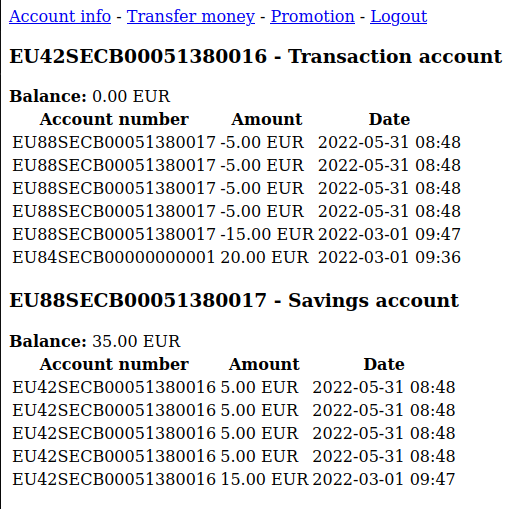 Account info - Transfer money - Promotion - Logout
EU42SECB00051380016 - Transaction account
Balance: 0.00 EUR
Account number Amount Date
EU88SECB00051380017 -5.00 EUR 2022-05-31 08:48
EU88SECB00051380017 -5.00 EUR 2022-05-31 08:48
EU88SECB00051380017 -5.00 EUR 2022-05-31 08:48
EU88SECB00051380017 -5.00 EUR 2022-05-31 08:48
EU88SECB00051380017 -15.00 EUR 2022-03-01 09:47
EU84SECB00000000001 20.00 EUR 2022-03-01 09:36
EU88SECB00051380017 - Savings account
Balance: 35.00 EUR
Account number Amount Date
EU42SECB00051380016 5.00 EUR 2022-05-31 08:48
EU42SECB00051380016 5.00 EUR 2022-05-31 08:48
EU42SECB00051380016 5.00 EUR 2022-05-31 08:48
EU42SECB00051380016 5.00 EUR 2022-05-31 08:48
EU42SECB00051380016 15.00 EUR 2022-03-01 09:47